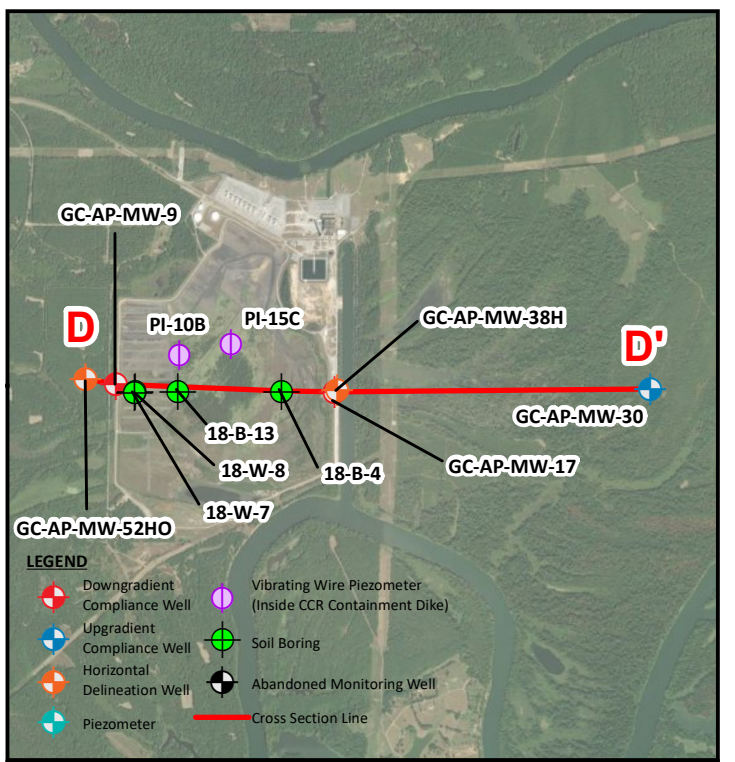 GC-AP-MW-9
D
PI-10B
PI-15C
GC-AP-MW-38H
D'
GC-AP-MW-30
18-B-13
18-W-8
18-B-4
GC-AP-MW-17
18-W-7
GC-AP-MW-52HO
LEGEND
Downgradient
Compliance Well
Upgradient
Compliance Well
Horizontal
Delineation Well
Piezometer
Vibrating Wire Piezometer
(Inside CCR Containment Dike)
Soil Boring
Abandoned Monitoring Well
Cross Section Line